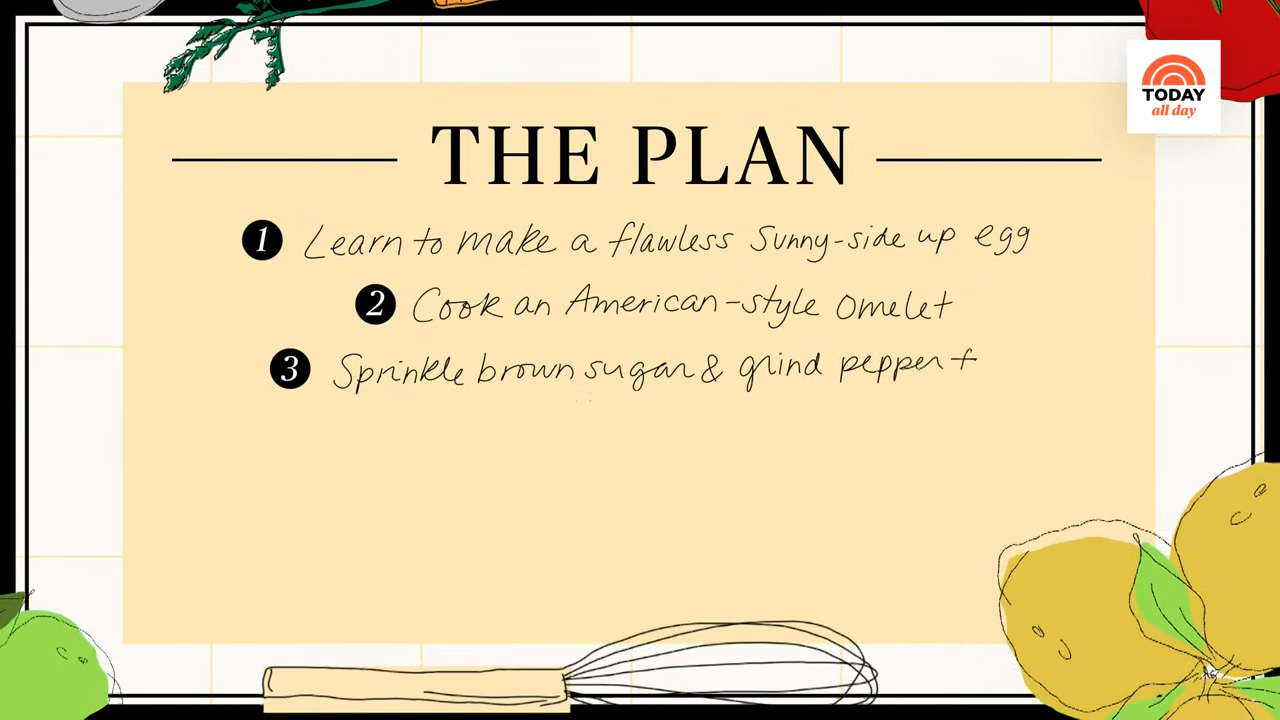 THE PLAN
1 Learn to make a flawless sunny-side up egg
2 Cook an American-style omelet
3 Sprinkle brown sugar & grind pepper
TODAY
all day